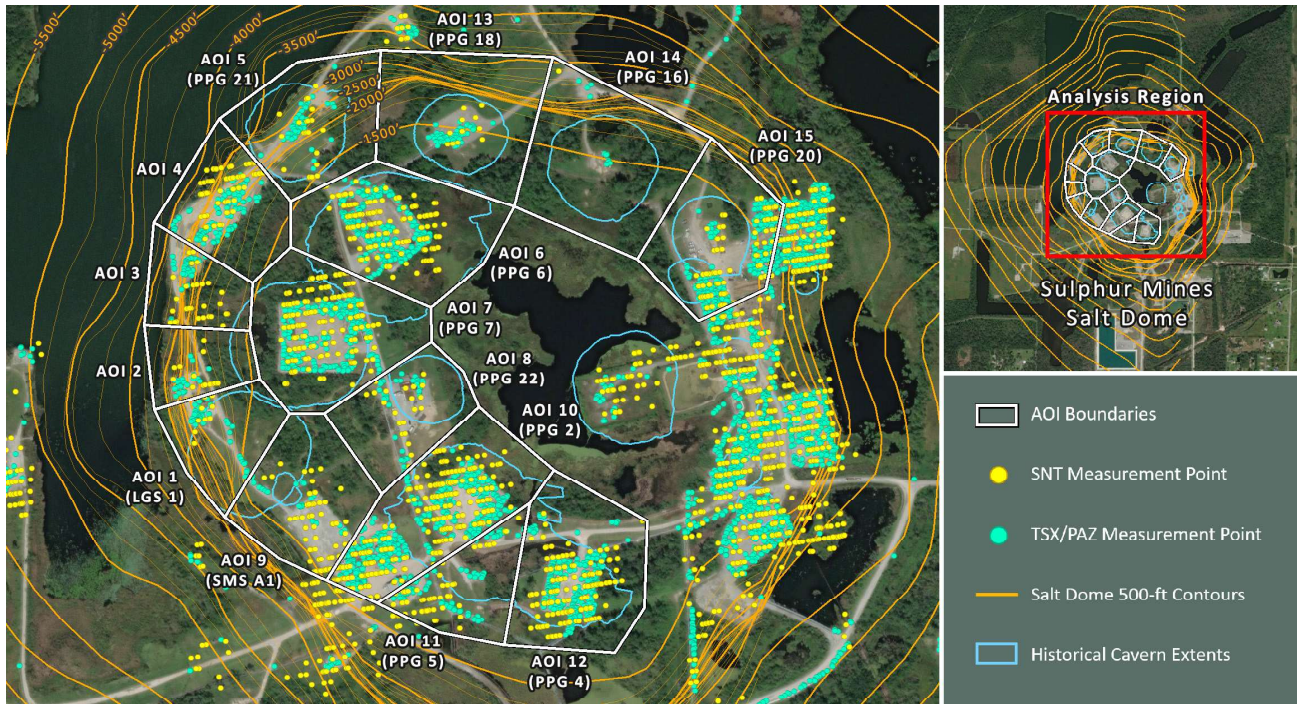 -5500'
-5000'
-4500'
-4000'
-3500'
-3000'
-2500'
-2000'
-1500'
AOI 13
(PPG 18)
AOI 5
(PPG 21)
AOI 14
(PPG 16)
AOI 15
(PPG 20)
AOI 4
AOI 3
AOI 6
(PPG 6)
AOI 7
(PPG 7)
AOI 2
AOI 8
(PPG 22)
AOI 10
(PPG 2)
AOI 1
(LGS 1)
AOI 9
(SMS A1)
AOI 11
(PPG 5)
AOI 12
(PPG 4)
Analysis Region
Sulphur Mines
Salt Dome
AOI Boundaries
SNT Measurement Point
TSX/PAZ Measurement Point
Salt Dome 500-ft Contours
Historical Cavern Extents